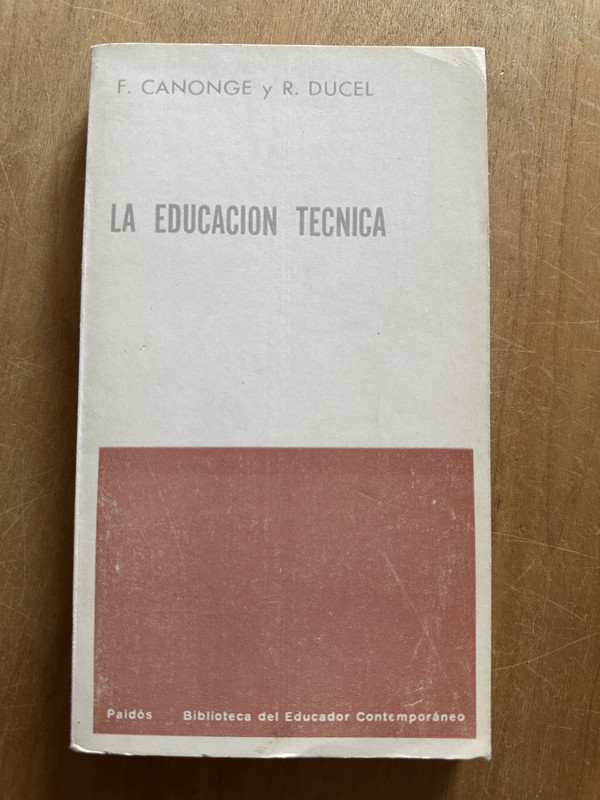 F. CANONGE y R. DUCEL
LA EDUCACION TECNICA
Paidós Biblioteca del Educador Contemporáneo